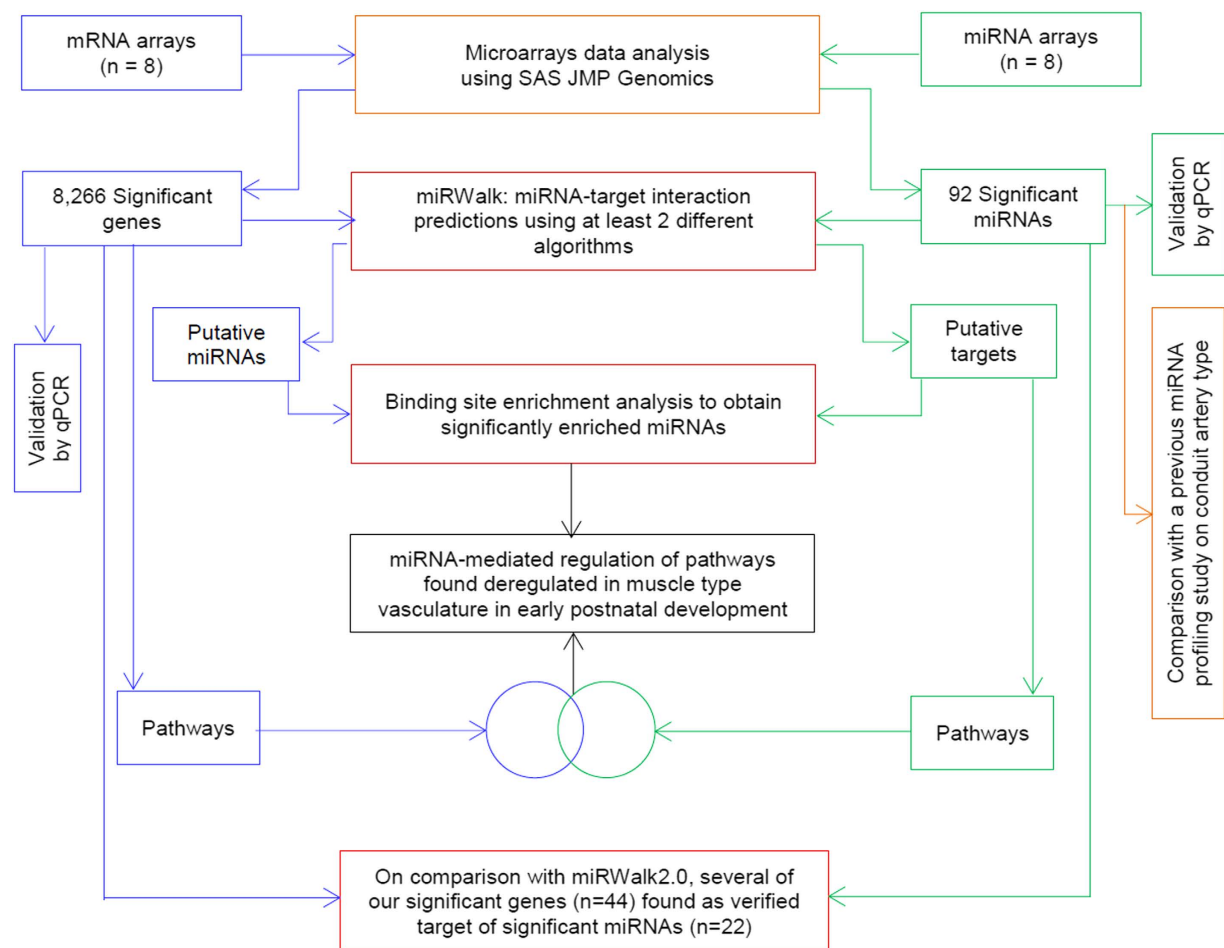 mRNA arrays
(n = 8)
Microarrays data analysis
using SAS JMP Genomics
miRNA arrays
(n = 8)
8,266 Significant
genes
miRWalk: miRNA-target interaction
predictions using at least 2 different
algorithms
92 Significant
miRNAs
Validation
by qPCR
Putative
miRNAs
Putative
targets
Validation
by qPCR
Binding site enrichment analysis to obtain
significantly enriched miRNAs
Comparison with a previous miRNA
profiling study on conduit artery type
miRNA-mediated regulation of pathways
found deregulated in muscle type
vasculature in early postnatal development
Pathways
Pathways
On comparison with miRWalk2.0, several of
our significant genes (n=44) found as verified
target of significant miRNAs (n=22)